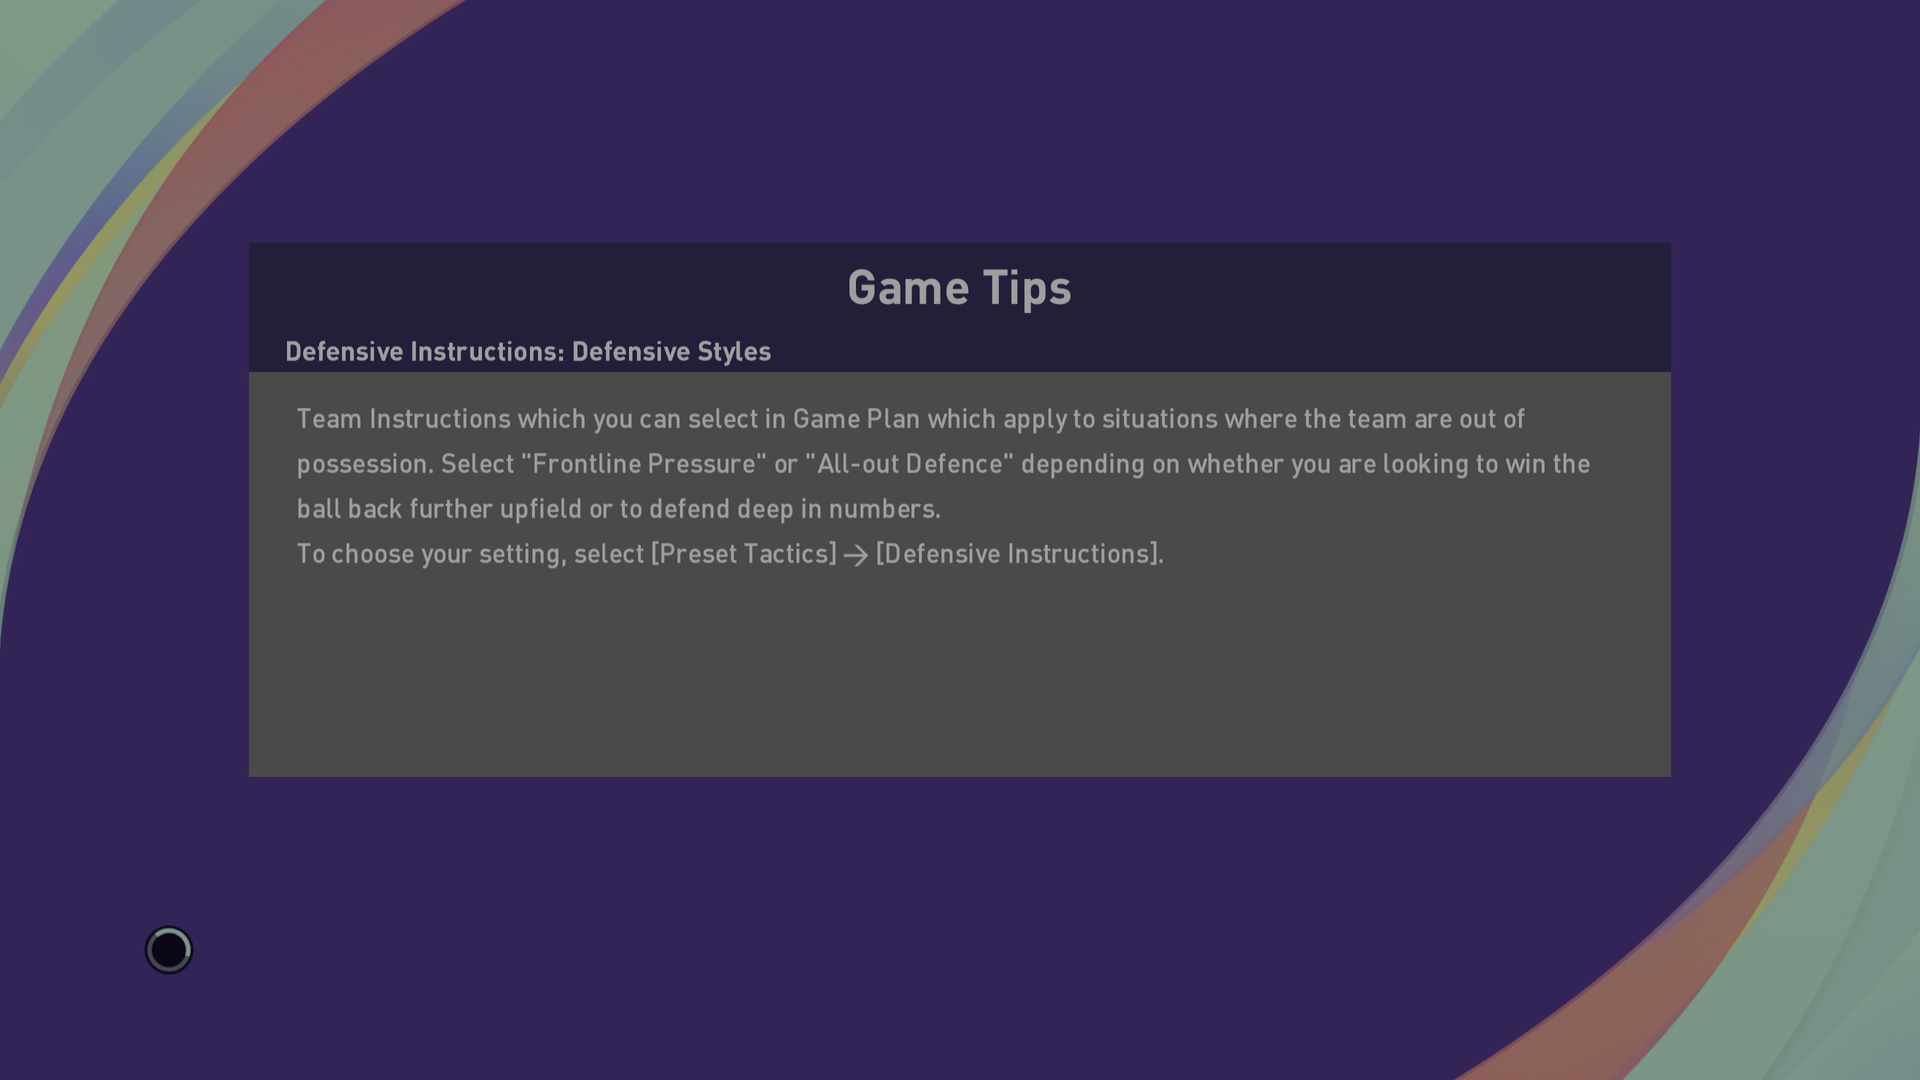 Game Tips
Defensive Instructions: Defensive Styles
Team Instructions which you can select in Game Plan which apply to situations where the team are out of
possession. Select "Frontline Pressure" or "All-out Defence" depending on whether you are looking to win the
ball back further upfield or to defend deep in numbers.
To choose your setting, select [Preset Tactics] → [Defensive Instructions].